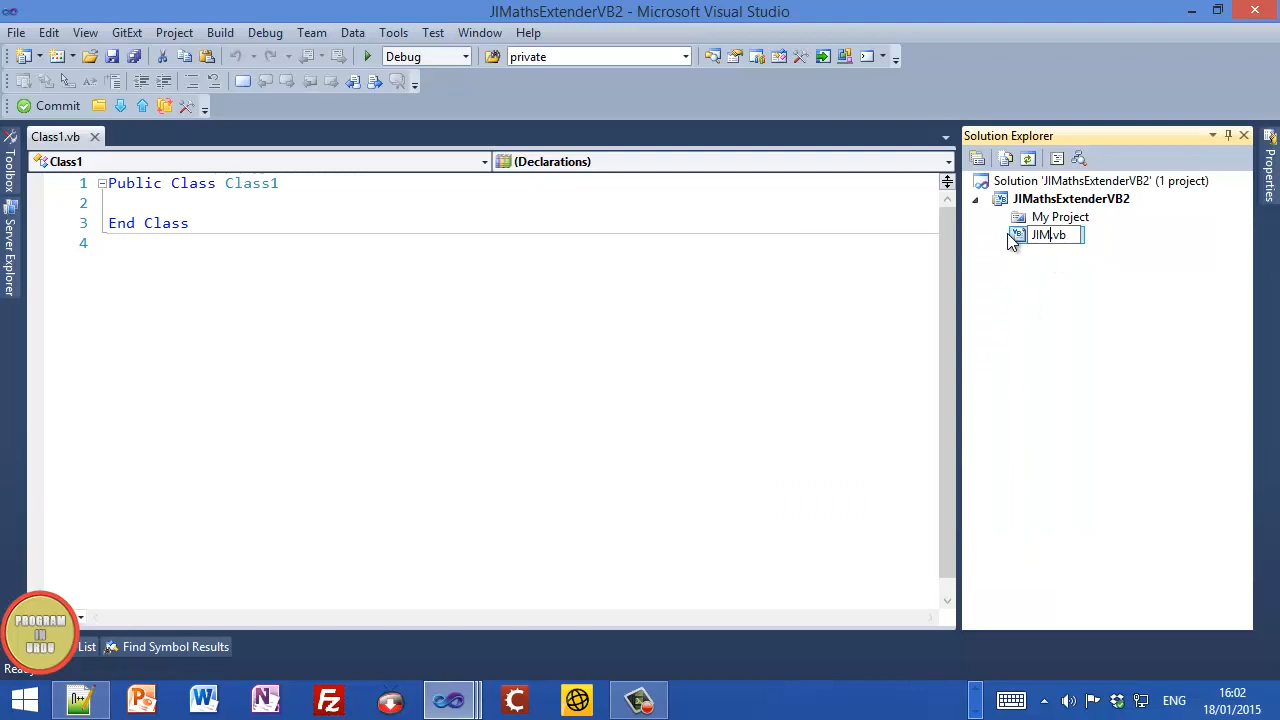 JIMathsExtenderVB2 - Microsoft Visual Studio
File Edit View GitExt Project Build Debug Team Data Tools Test Window Help
Debug private
Commit
Class1.vb
Solution Explorer
Class1 (Declarations)
1 Public Class Class1
2
3 End Class
4
Solution 'JIMathsExtenderVB2' (1 project)
JIMathsExtenderVB2
My Project
JIM.vb
Toolbox
Server Explorer
Properties
PROGRAM
IN
URDU
List Find Symbol Results
ENG
16:02
18/01/2015